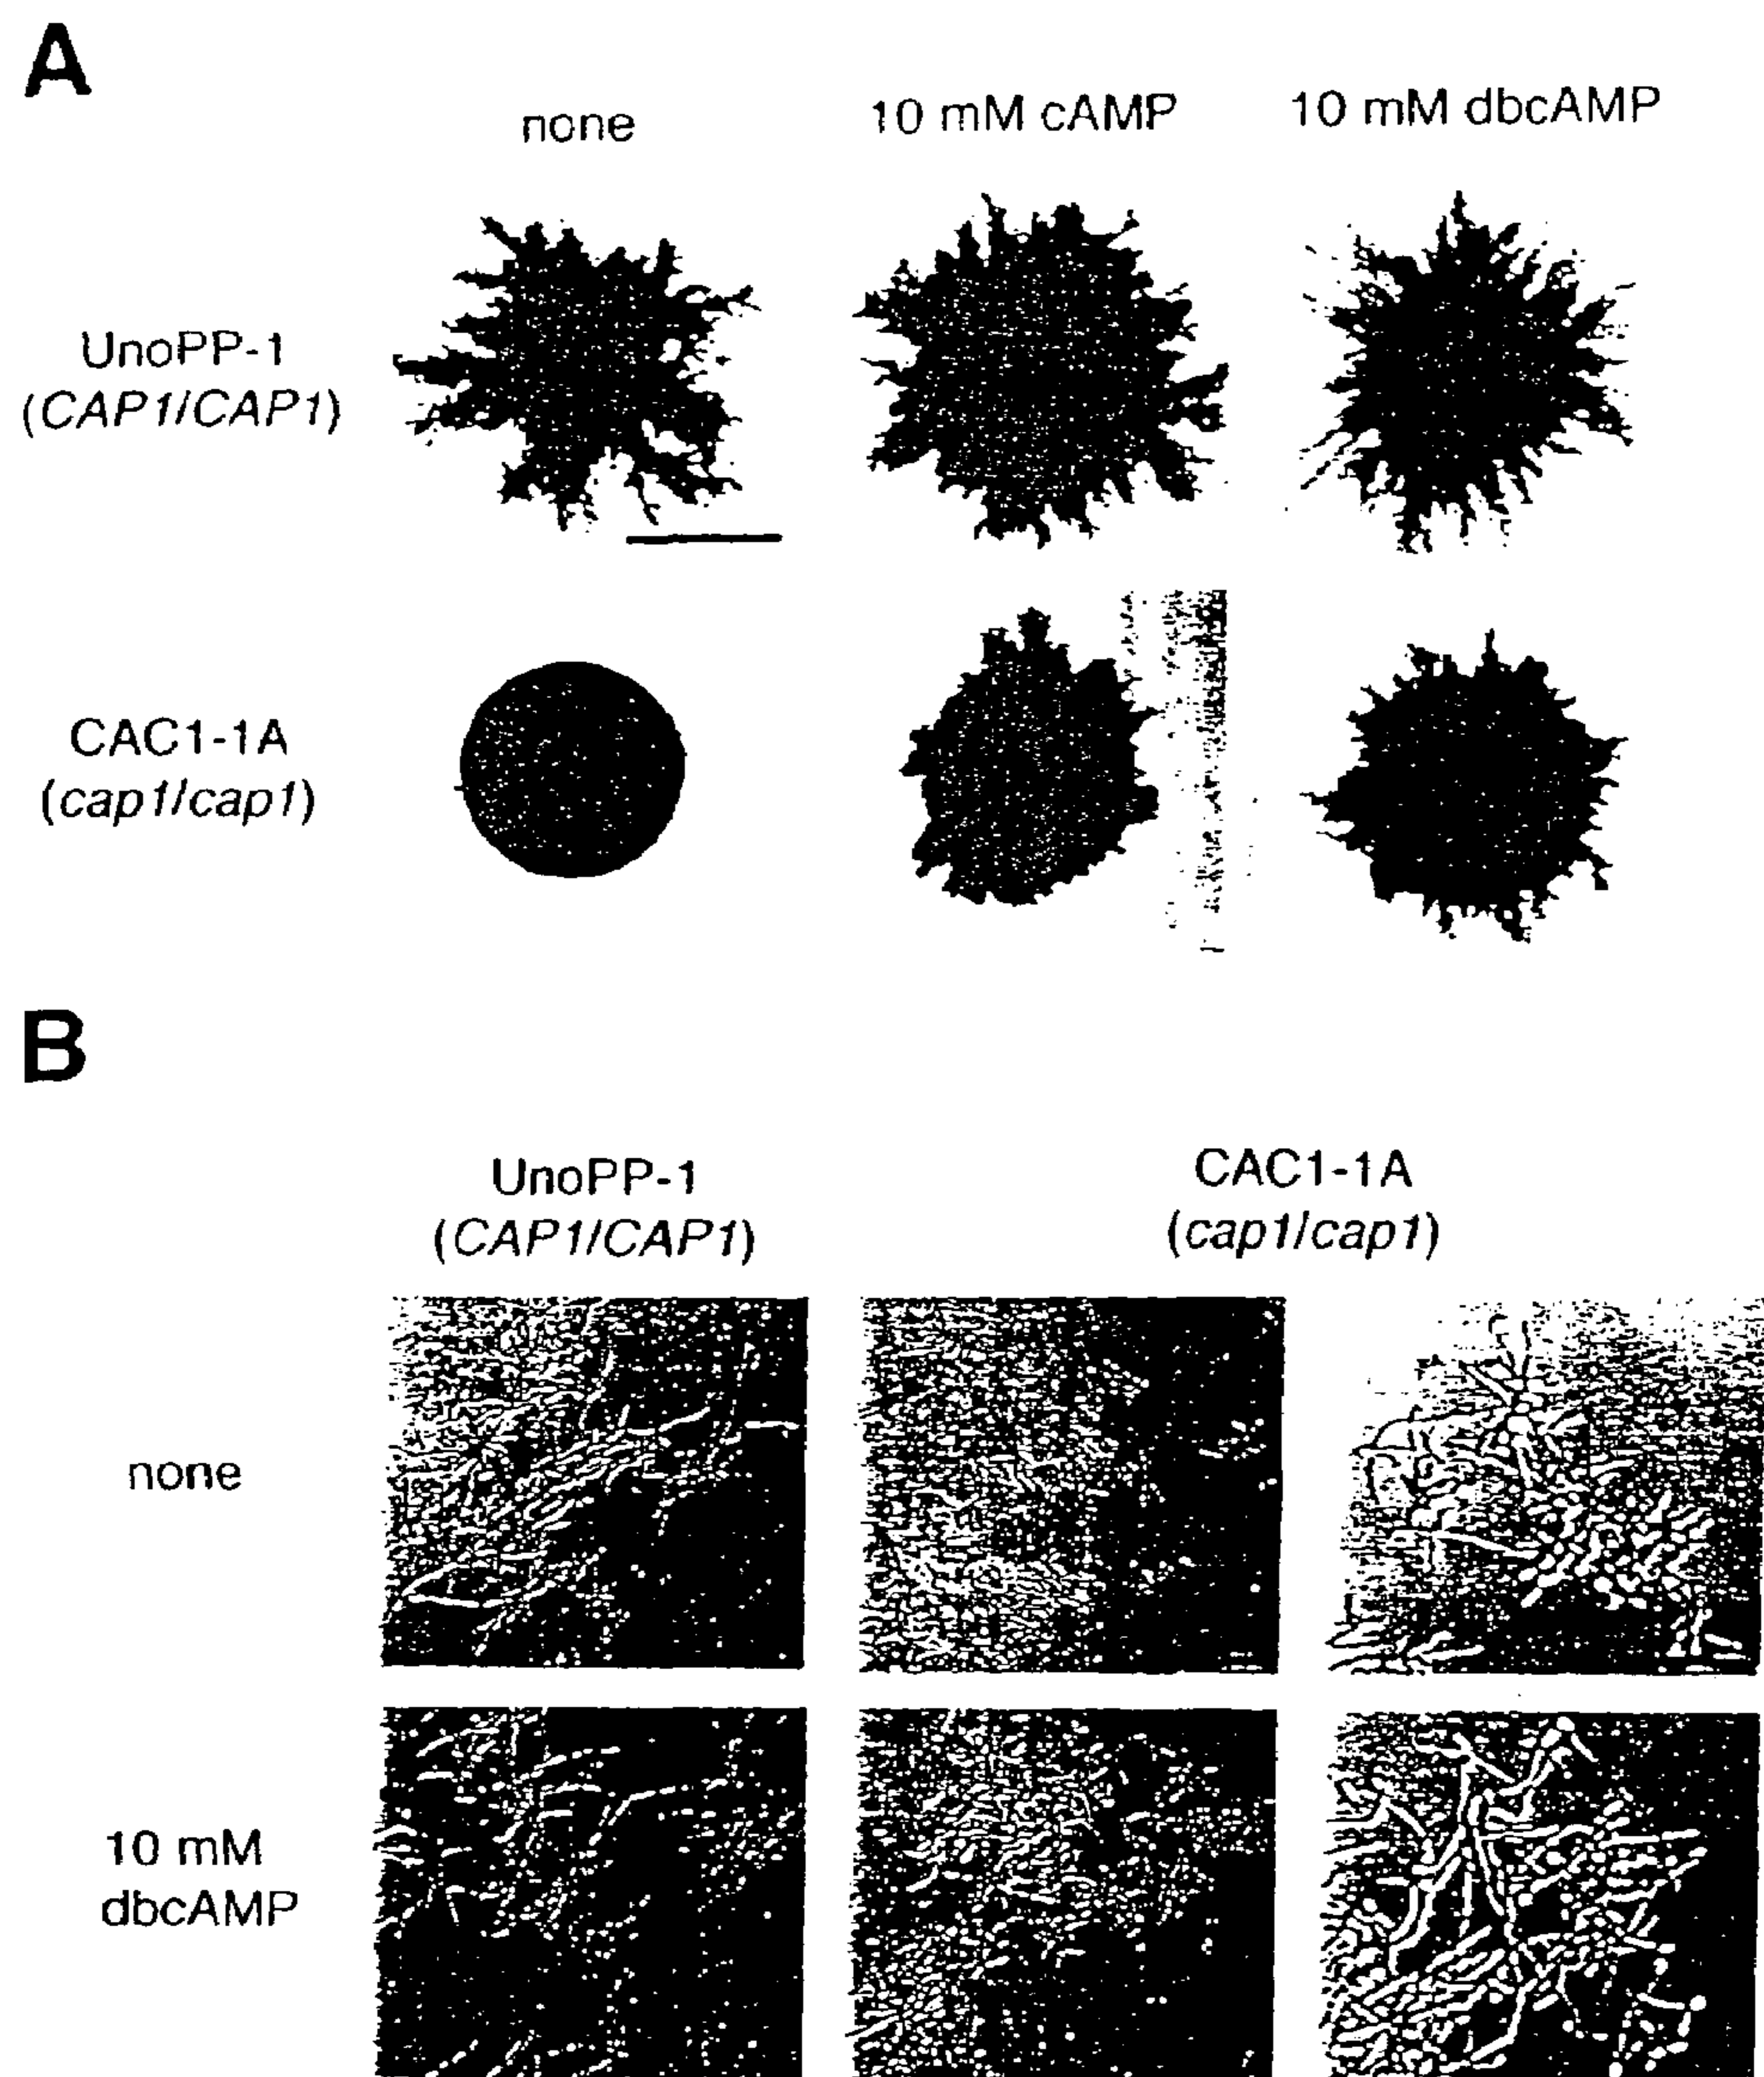 A
none
10 mM cAMP
10 mM dbcAMP
UnoPP-1
(CAP1/CAP1)
CAC1-1A
(cap1/cap1)
B
UnoPP-1
(CAP1/CAP1)
CAC1-1A
(cap1/cap1)
none
10 mM
dbcAMP